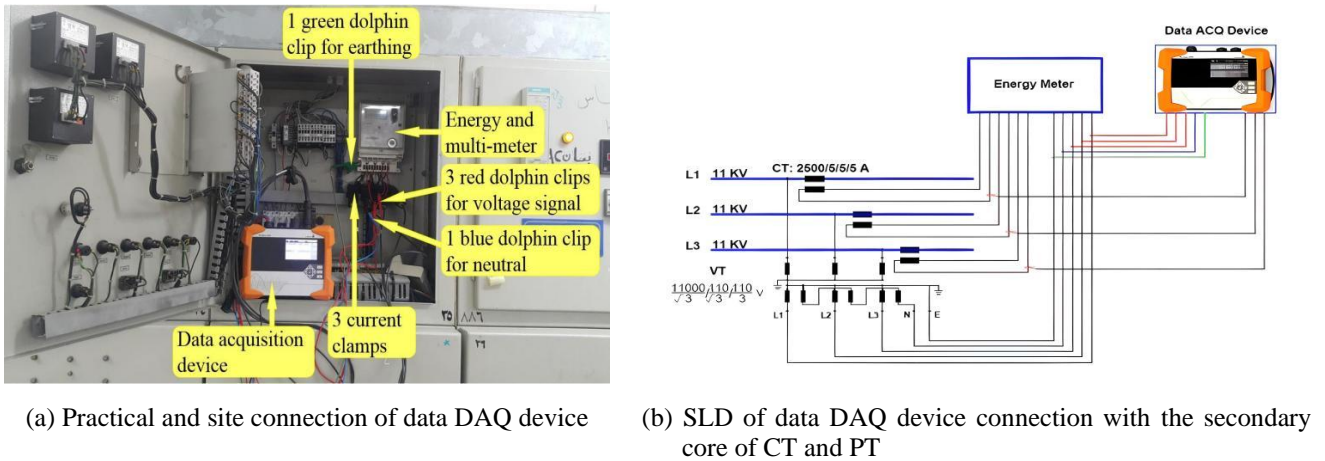 1 green dolphin
clip for earthing
Energy and
multi-meter
3 red dolphin clips
for voltage signal
1 blue dolphin clip
for neutral
Data acquisition
device
3 current
clamps
٣۵ ٨٨۶
٣۶
Data ACQ Device
Energy Meter
CT: 2500/5/5/5 A
L1 11 KV
L2 11 KV
L3 11 KV
VT
11000/110/110 V
√3 √3 3
L1 L2 L3 N E
(a) Practical and site connection of data DAQ device
(b) SLD of data DAQ device connection with the secondary
core of CT and PT